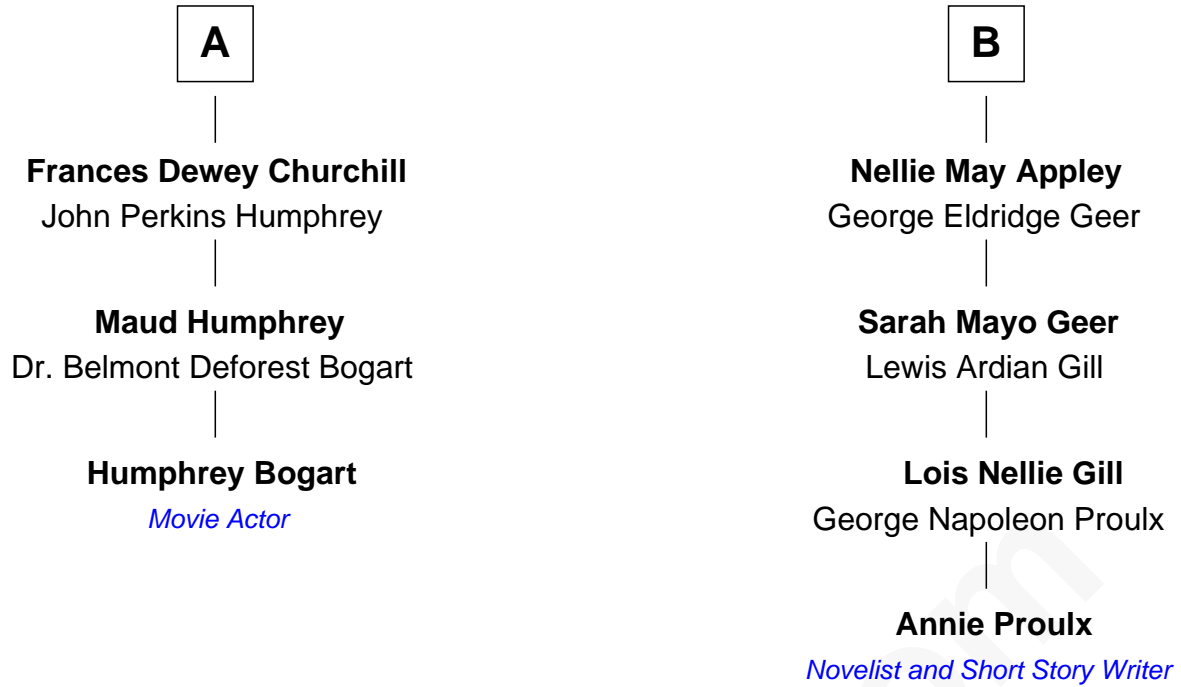 A
Frances Dewey Churchill
John Perkins Humphrey
Maud Humphrey
Dr. Belmont Deforest Bogart
Humphrey Bogart
Movie Actor
B
Nellie May Appley
George Eldridge Geer
Sarah Mayo Geer
Lewis Ardian Gill
Lois Nellie Gill
George Napoleon Proulx
Annie Proulx
Novelist and Short Story Writer